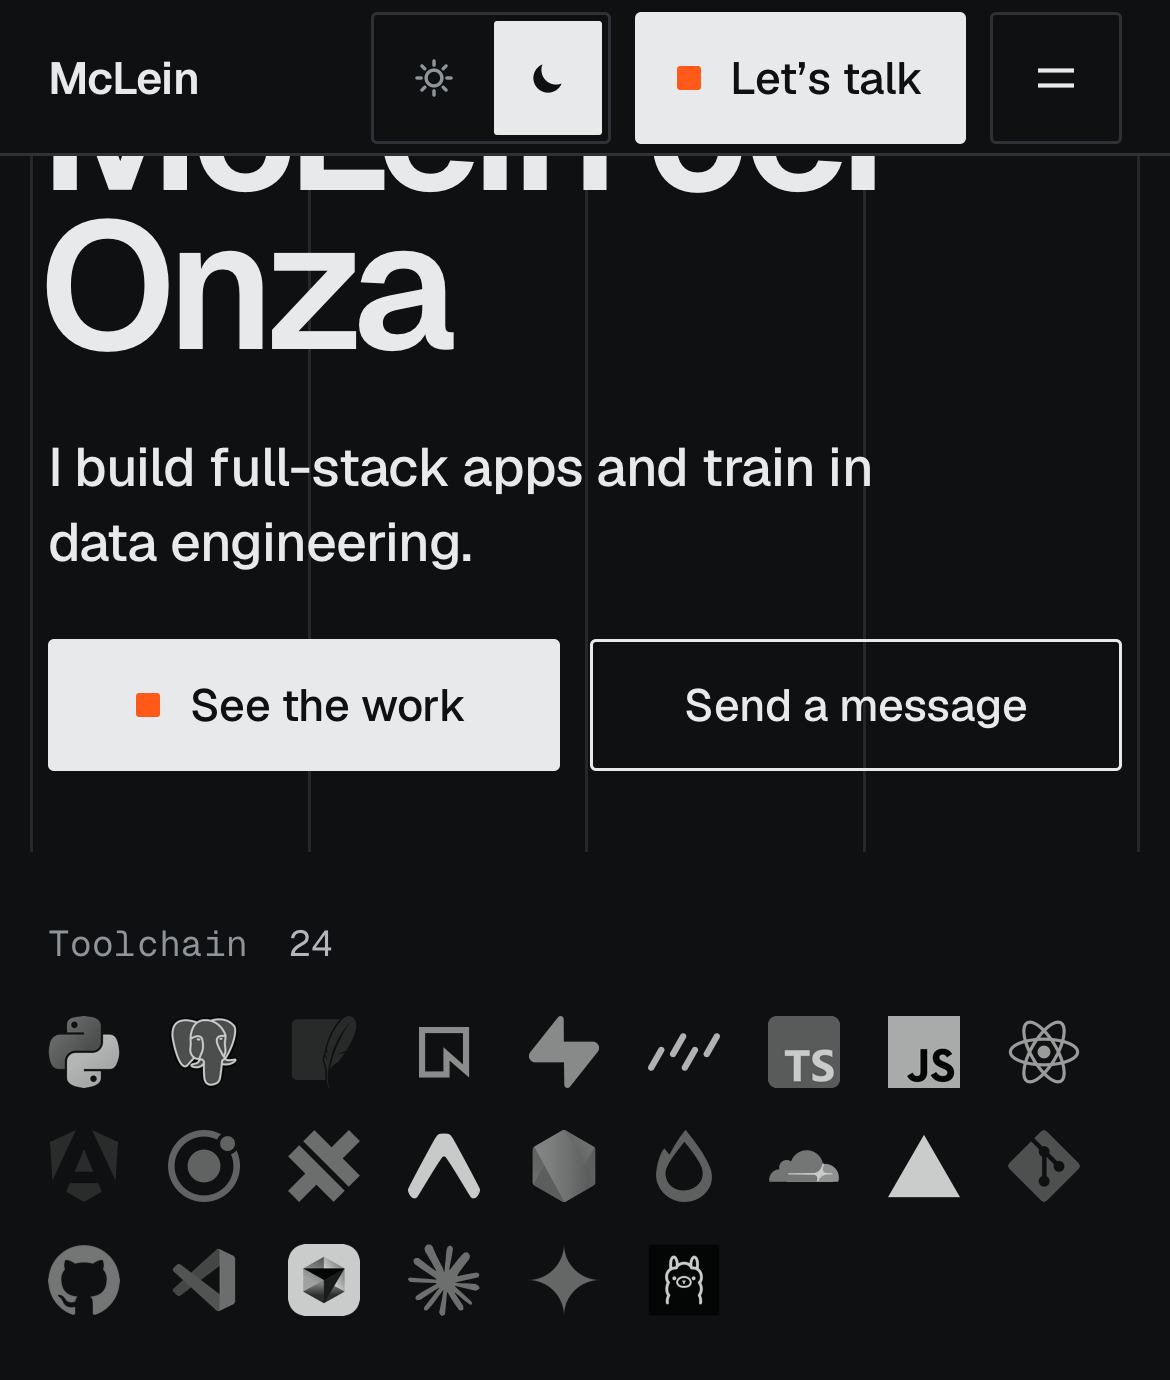 McLein
Let’s talk
Onza
I build full-stack apps and train in
data engineering.
See the work
Send a message
Toolchain 24
TS
JS